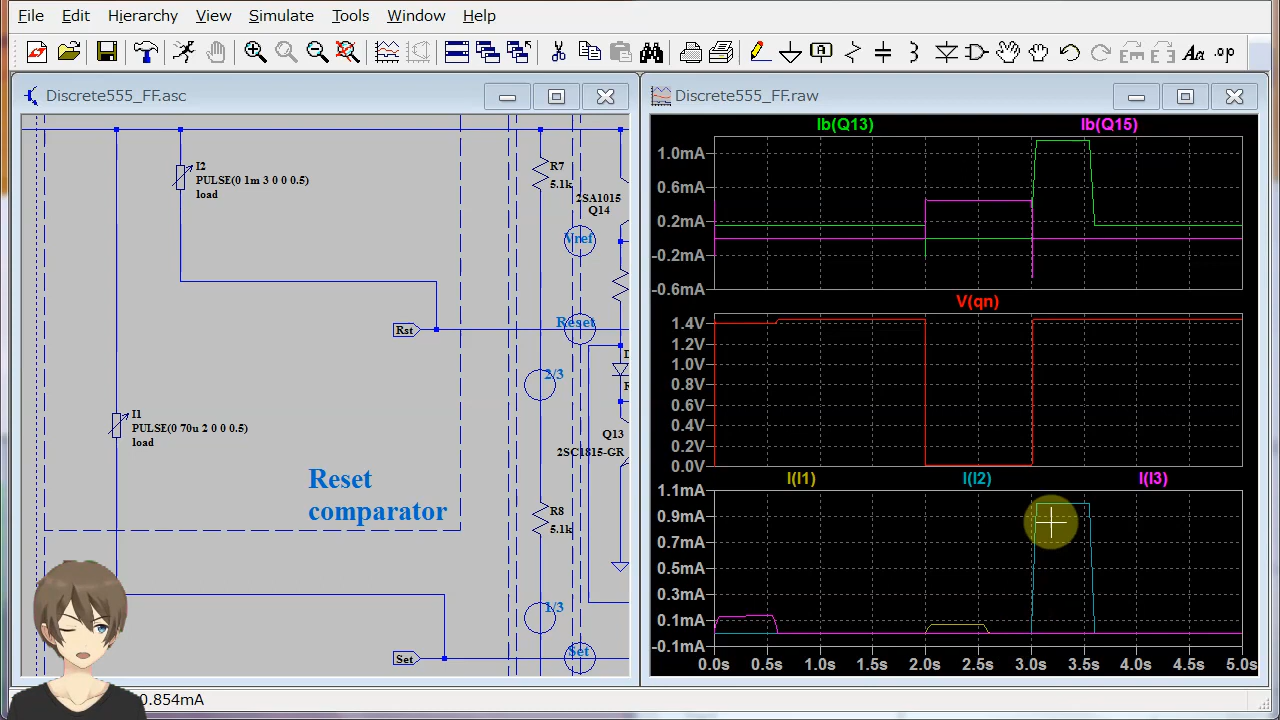 File Edit Hierarchy View Simulate Tools Window Help
Aa .op
Discrete555_FF.asc
I2
PULSE(0 1m 3 0 0 0.5)
load
R7
5.1k
2SA1015
Q14
Vref
Rst
Reset
2/3
I1
PULSE(0 70u 2 0 0 0.5)
load
Q13
2SC1815-GR
Reset
comparator
R8
5.1k
1/3
Set
Set
0.854mA
Discrete555_FF.raw
Ib(Q13) Ib(Q15)
1.0mA
0.6mA
0.2mA
-0.2mA
-0.6mA
V(qn)
1.4V
1.2V
1.0V
0.8V
0.6V
0.4V
0.2V
0.0V
I(I1) I(I2) I(I3)
1.1mA
0.9mA
0.7mA
0.5mA
0.3mA
0.1mA
-0.1mA
0.0s 0.5s 1.0s 1.5s 2.0s 2.5s 3.0s 3.5s 4.0s 4.5s 5.0s